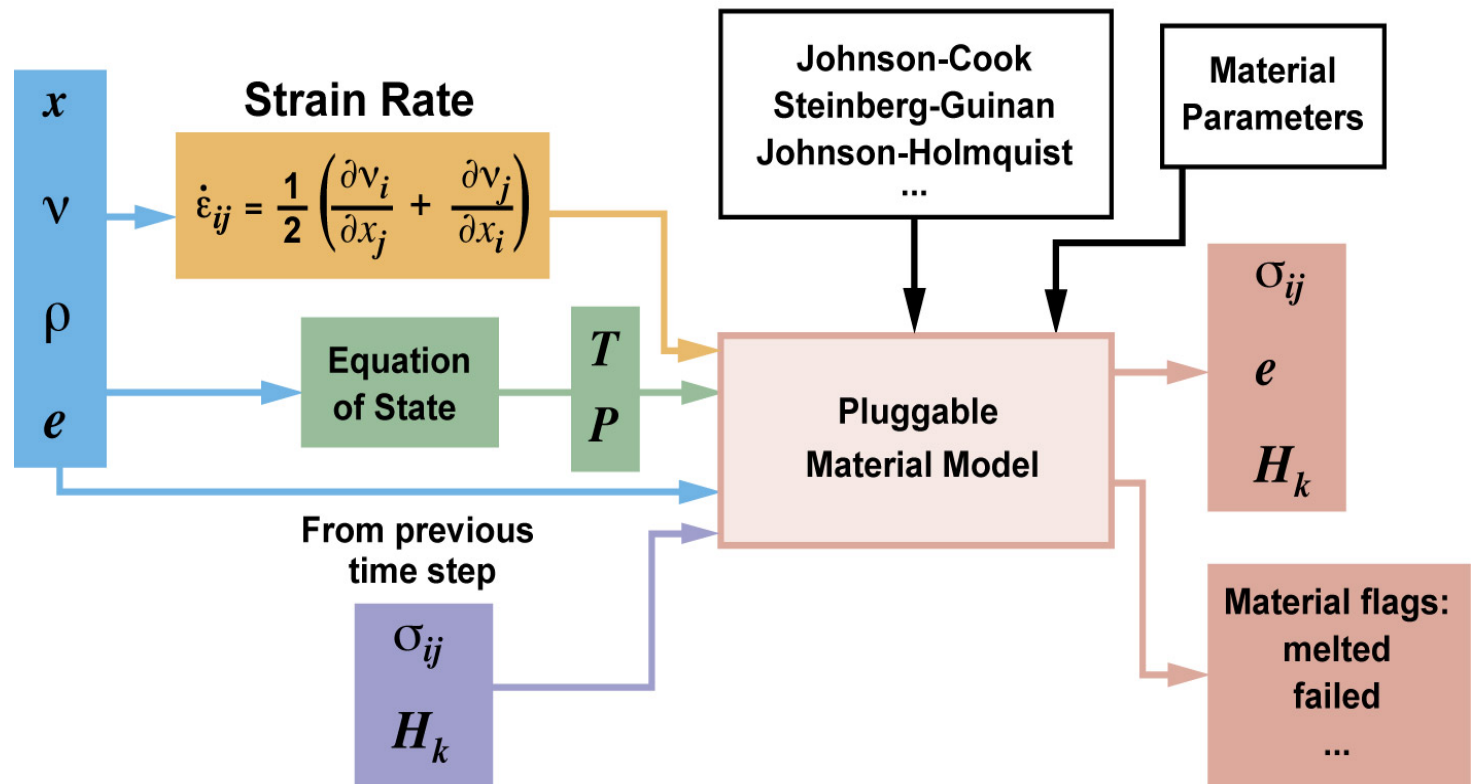 x
ν
ρ
e
Strain Rate
ε̇ij = 1/2 (∂νi/∂xj + ∂νj/∂xi)
Equation
of State
T
P
From previous
time step
σij
Hk
Johnson-Cook
Steinberg-Guinan
Johnson-Holmquist
...
Material
Parameters
Pluggable
Material Model
σij
e
Hk
Material flags:
melted
failed
...